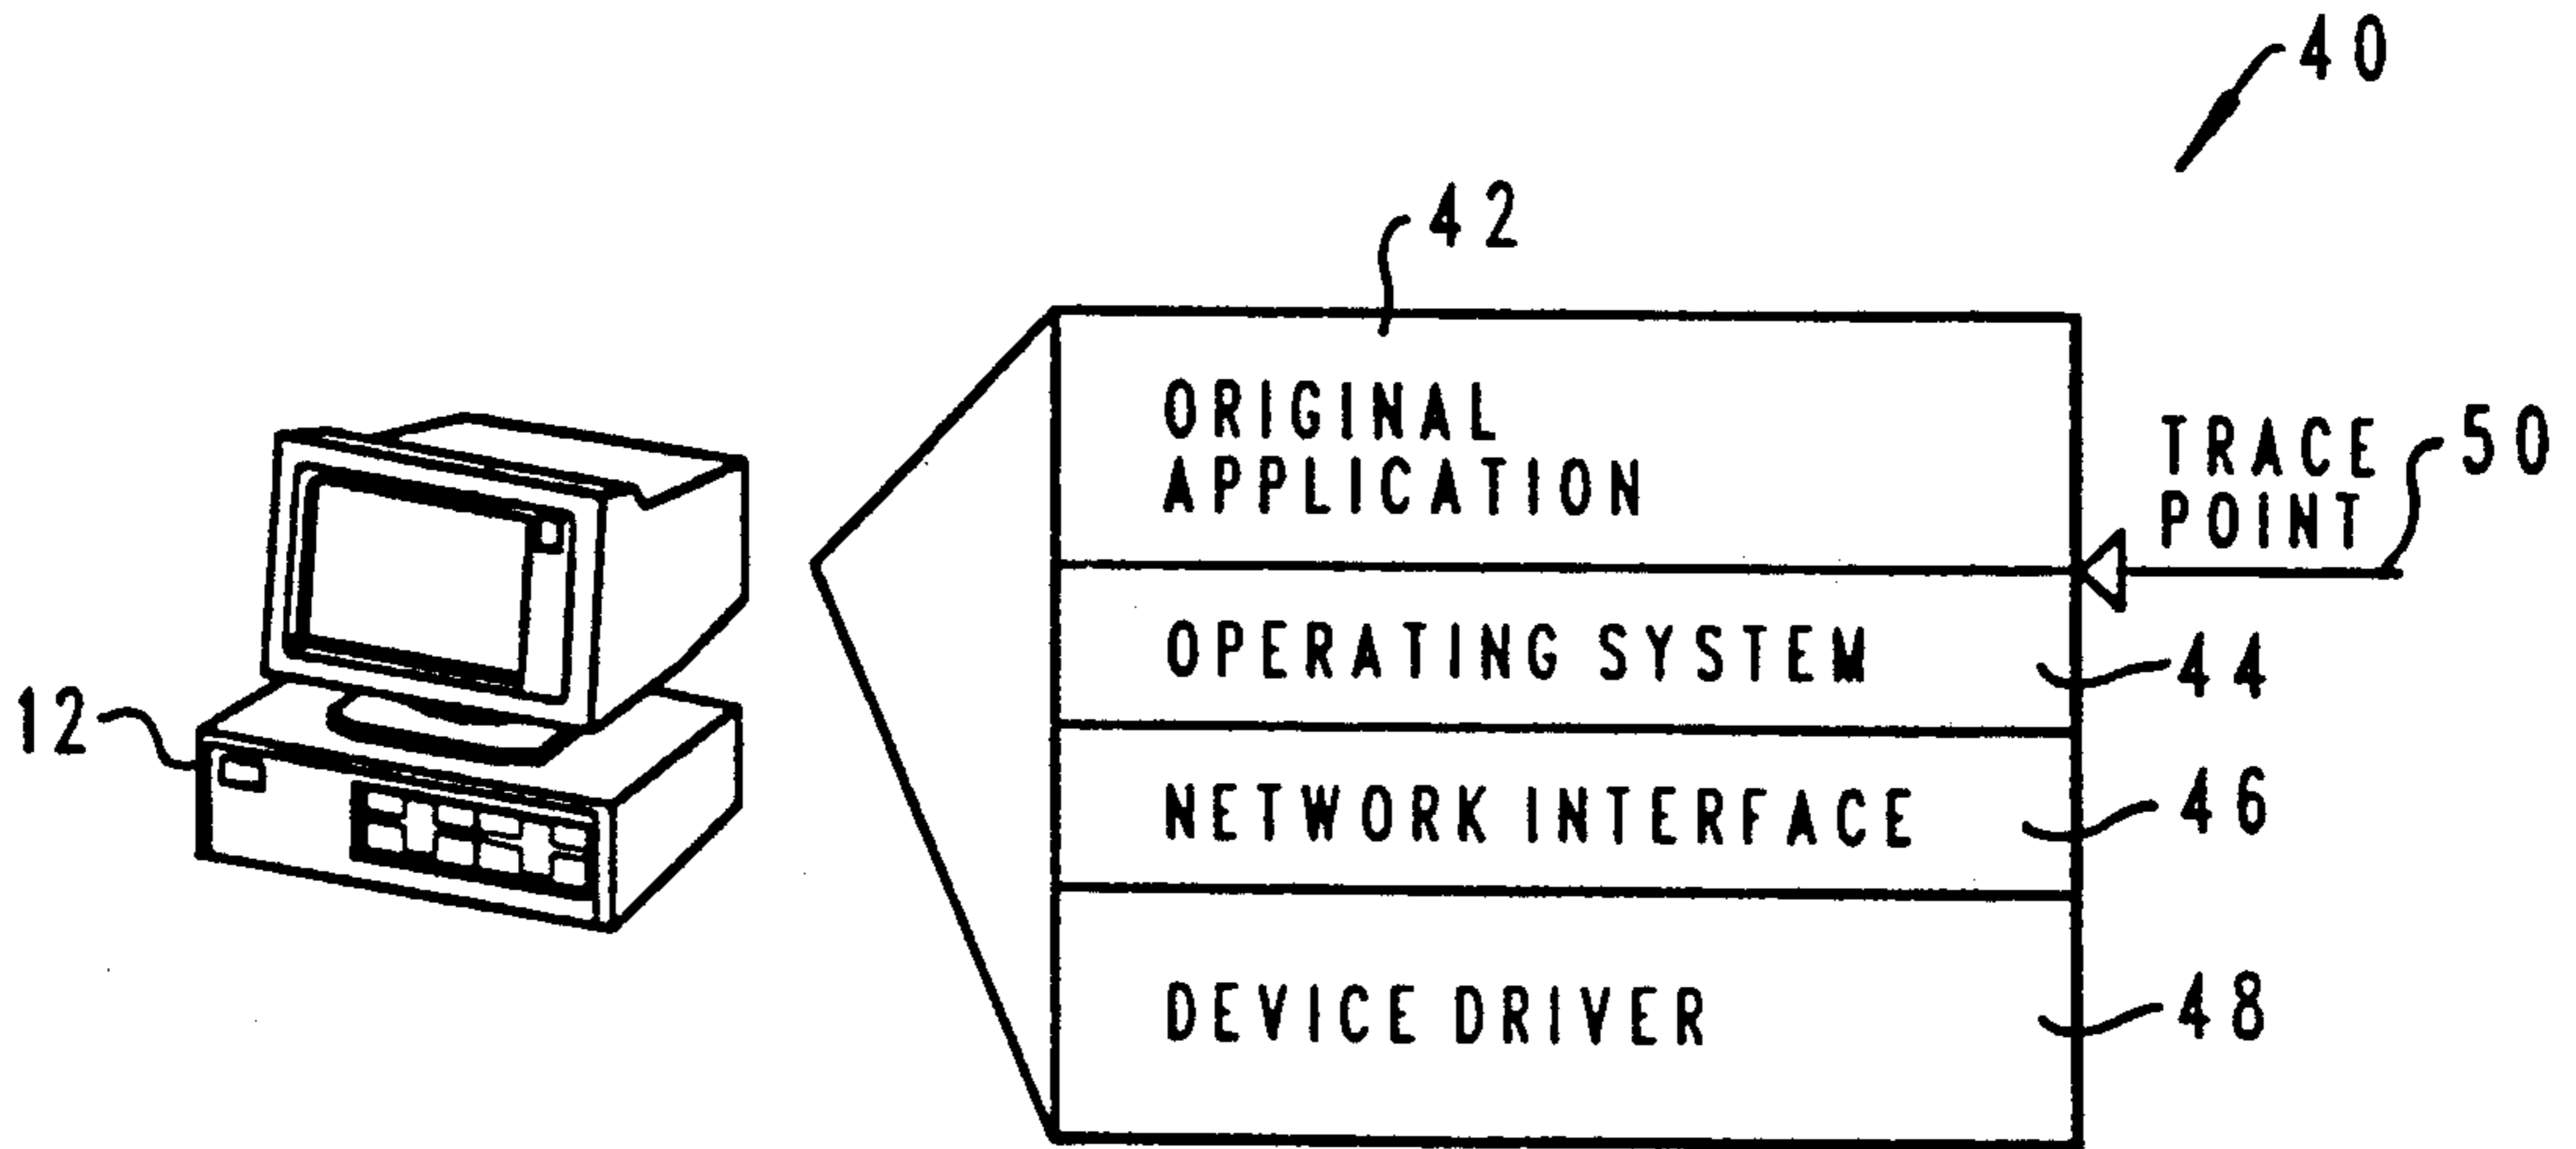 40
42
ORIGINAL
APPLICATION
TRACE
POINT
50
OPERATING SYSTEM
44
12
NETWORK INTERFACE
46
DEVICE DRIVER
48